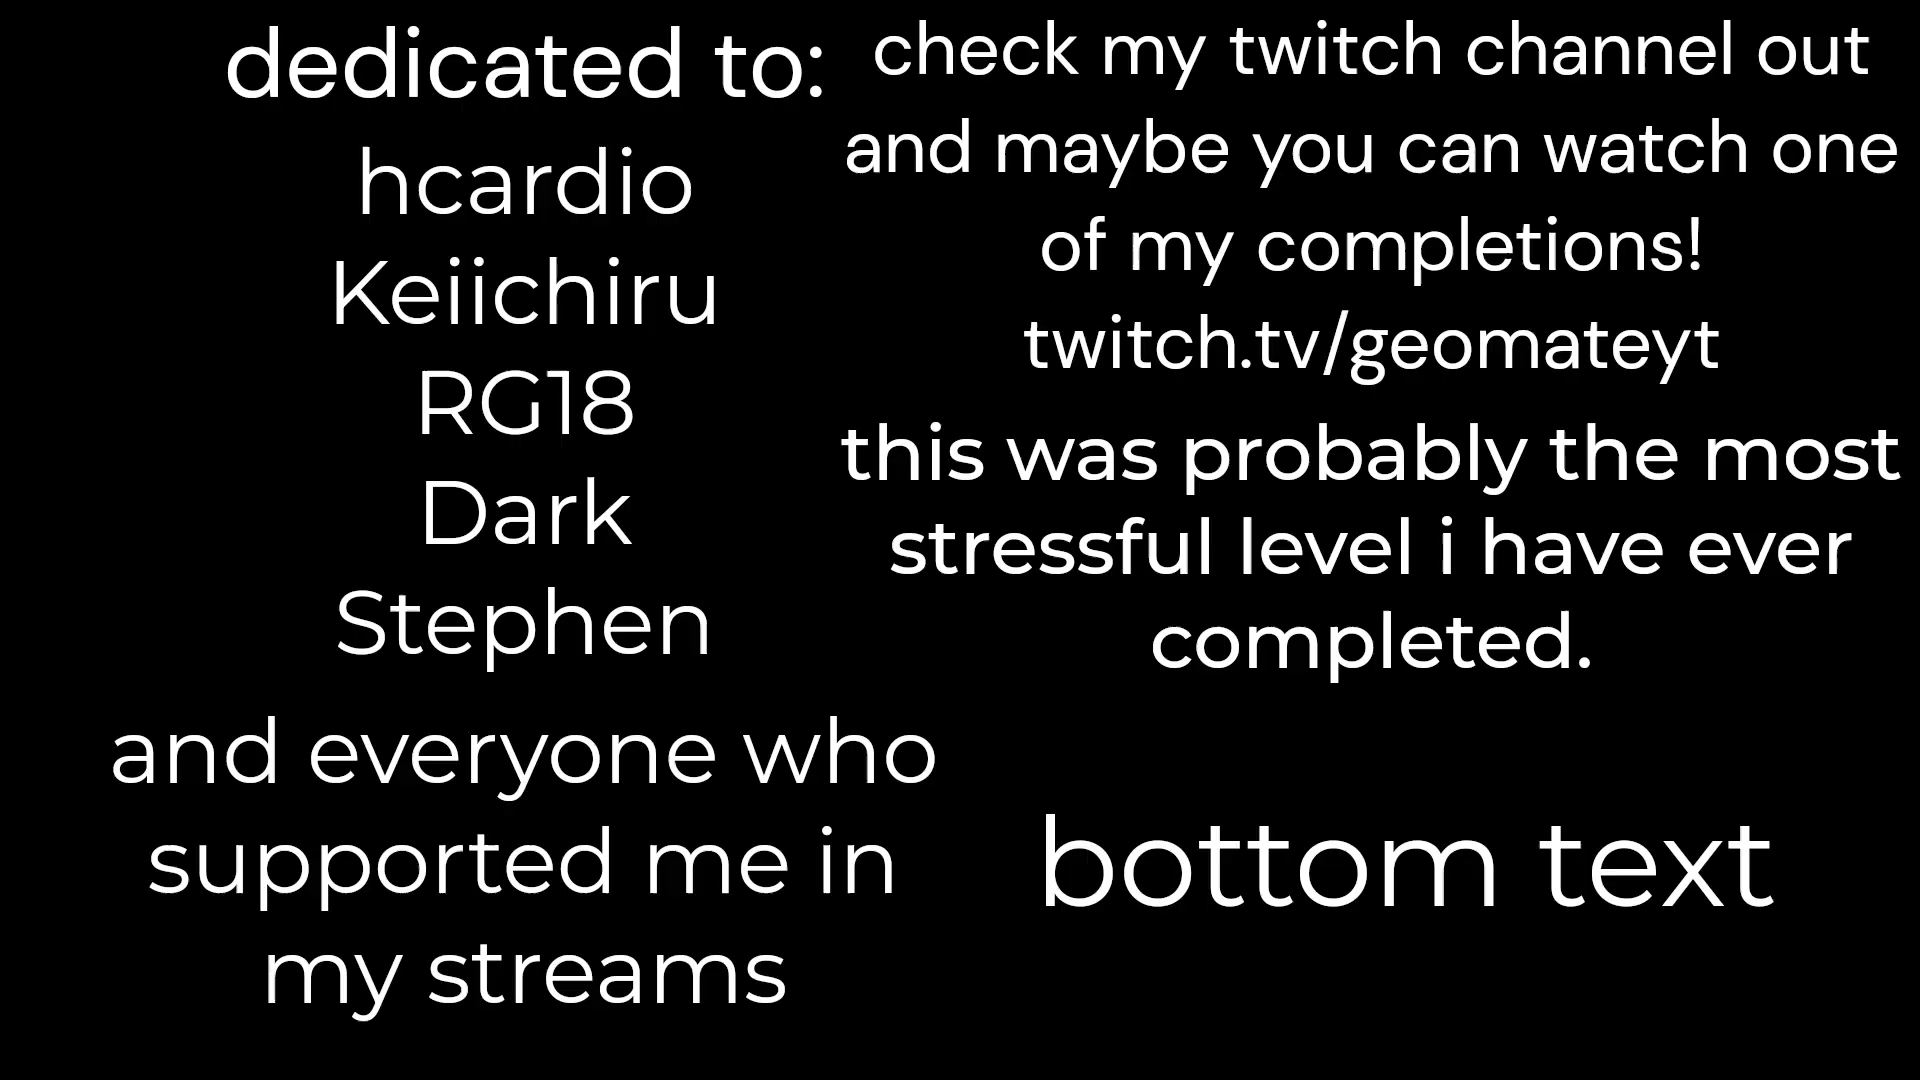 dedicated to:
hcardio
Keiichiru
RG18
Dark
Stephen
and everyone who
supported me in
my streams
check my twitch channel out
and maybe you can watch one
of my completions!
twitch.tv/geomateyt
this was probably the most
stressful level i have ever
completed.
bottom text